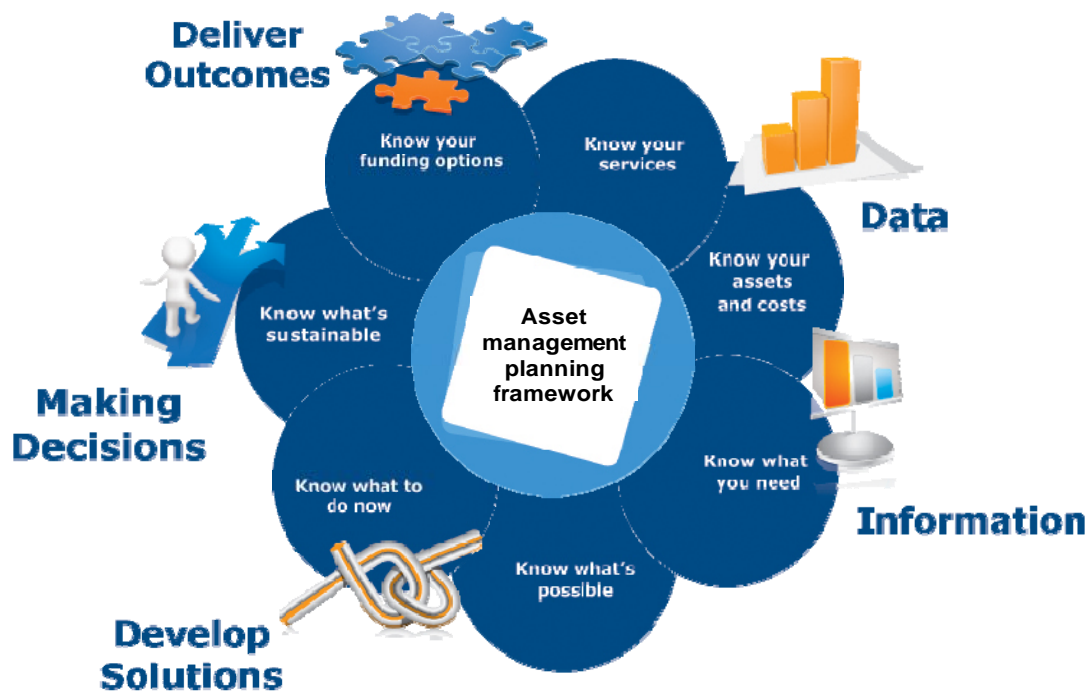 Deliver
Outcomes
Know your
funding options
Know your
services
Data
Know your
assets
and costs
Know what's
sustainable
Asset
management
planning
framework
Making
Decisions
Know what
you need
Know what to
do now
Information
Know what's
possible
Develop
Solutions